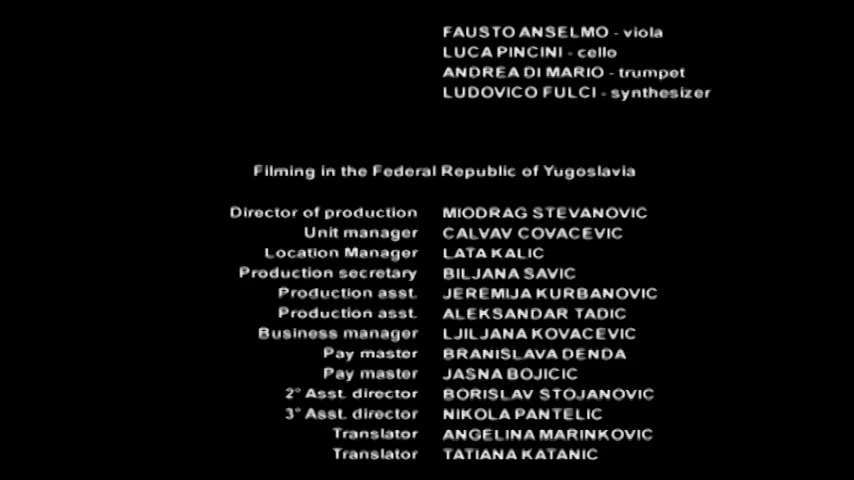 FAUSTO ANSELMO - viola
LUCA PINCINI - cello
ANDREA DI MARIO - trumpet
LUDOVICO FULCI - synthesizer
Filming in the Federal Republic of Yugoslavia
Director of production MIODRAG STEVANOVIC
Unit manager CALVAV COVACEVIC
Location Manager LATA KALIC
Production secretary BILJANA SAVIC
Production asst. JEREMIJA KURBANOVIC
Production asst. ALEKSANDAR TADIC
Business manager LJILJANA KOVACEVIC
Pay master BRANISLAVA DENDA
Pay master JASNA BOJICIC
2° Asst. director BORISLAV STOJANOVIC
3° Asst. director NIKOLA PANTELIC
Translator ANGELINA MARINKOVIC
Translator TATIANA KATANIC